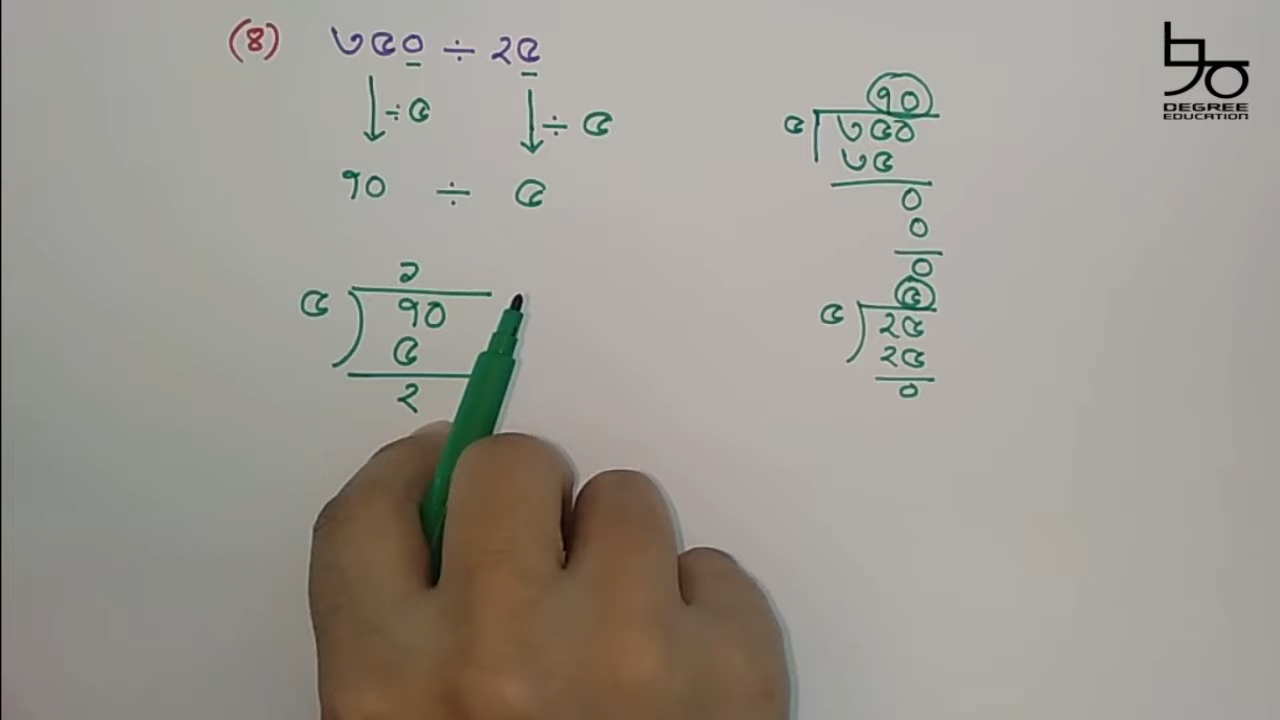 (৪) ৩৫০ ÷ ২৫
÷ ৫ ÷ ৫
৭০ ÷ ৫
১
৫ ) ৭০
৫
২
৭০
৫ ৩৫০
৩৫
০
০
০
৫
৫ ) ২৫
২৫
০
DEGREE
EDUCATION